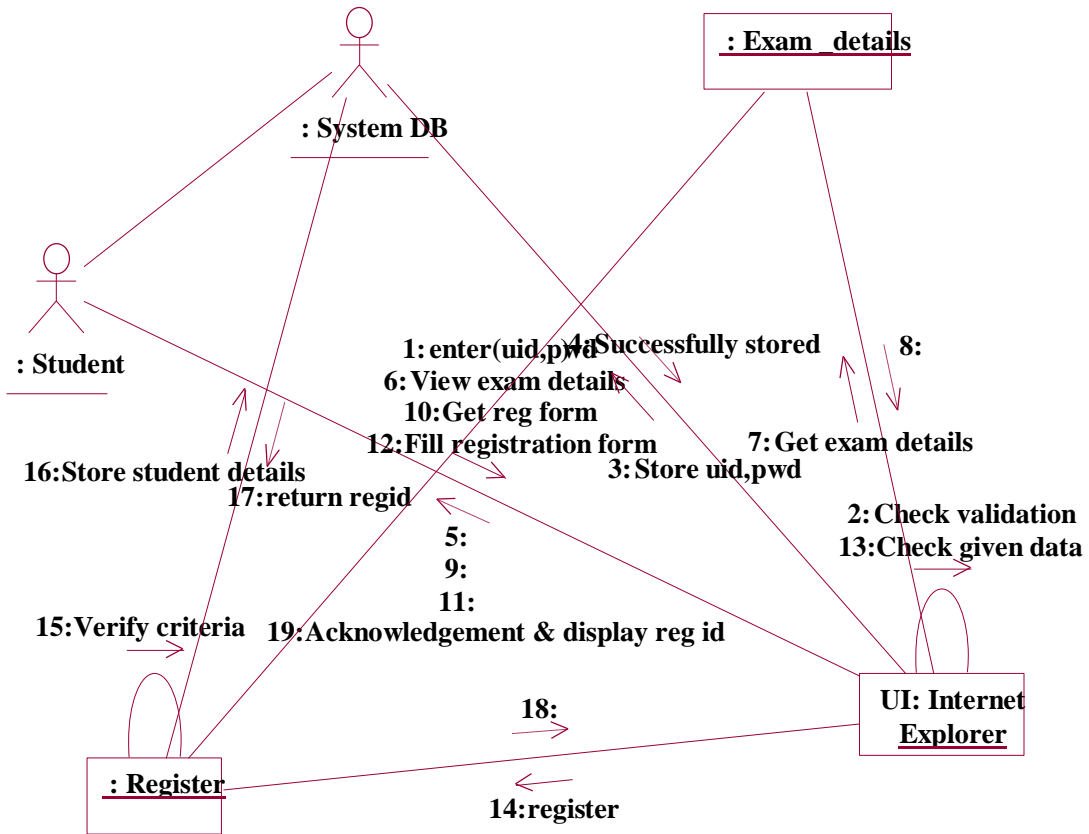 : Exam _details
: System DB
: Student
1: enter(uid,pwd
4:Successfully stored
8:
6: View exam details
10:Get reg form
12:Fill registration form
7: Get exam details
16:Store student details
3: Store uid,pwd
17:return regid
2: Check validation
13:Check given data
5:
9:
11:
15:Verify criteria
19:Acknowledgement & display reg id
UI: Internet
Explorer
18:
: Register
14:register